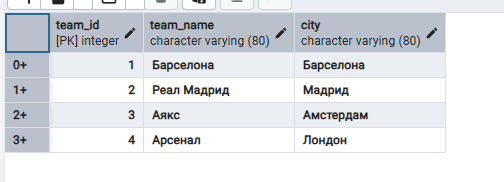 team_id team_name city
[PK] integer character varying (80) character varying (80)
0+
1 Барселона Барселона
1+
2 Реал Мадрид Мадрид
2+
3 Аякс Амстердам
3+
4 Арсенал Лондон